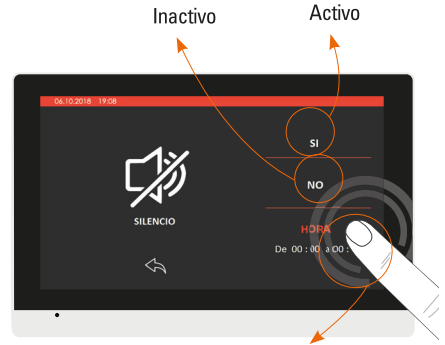 Inactivo
Activo
06.10.2018 19:08
SI
NO
SILENCIO
HORA
De 00 : 00 a 00 :